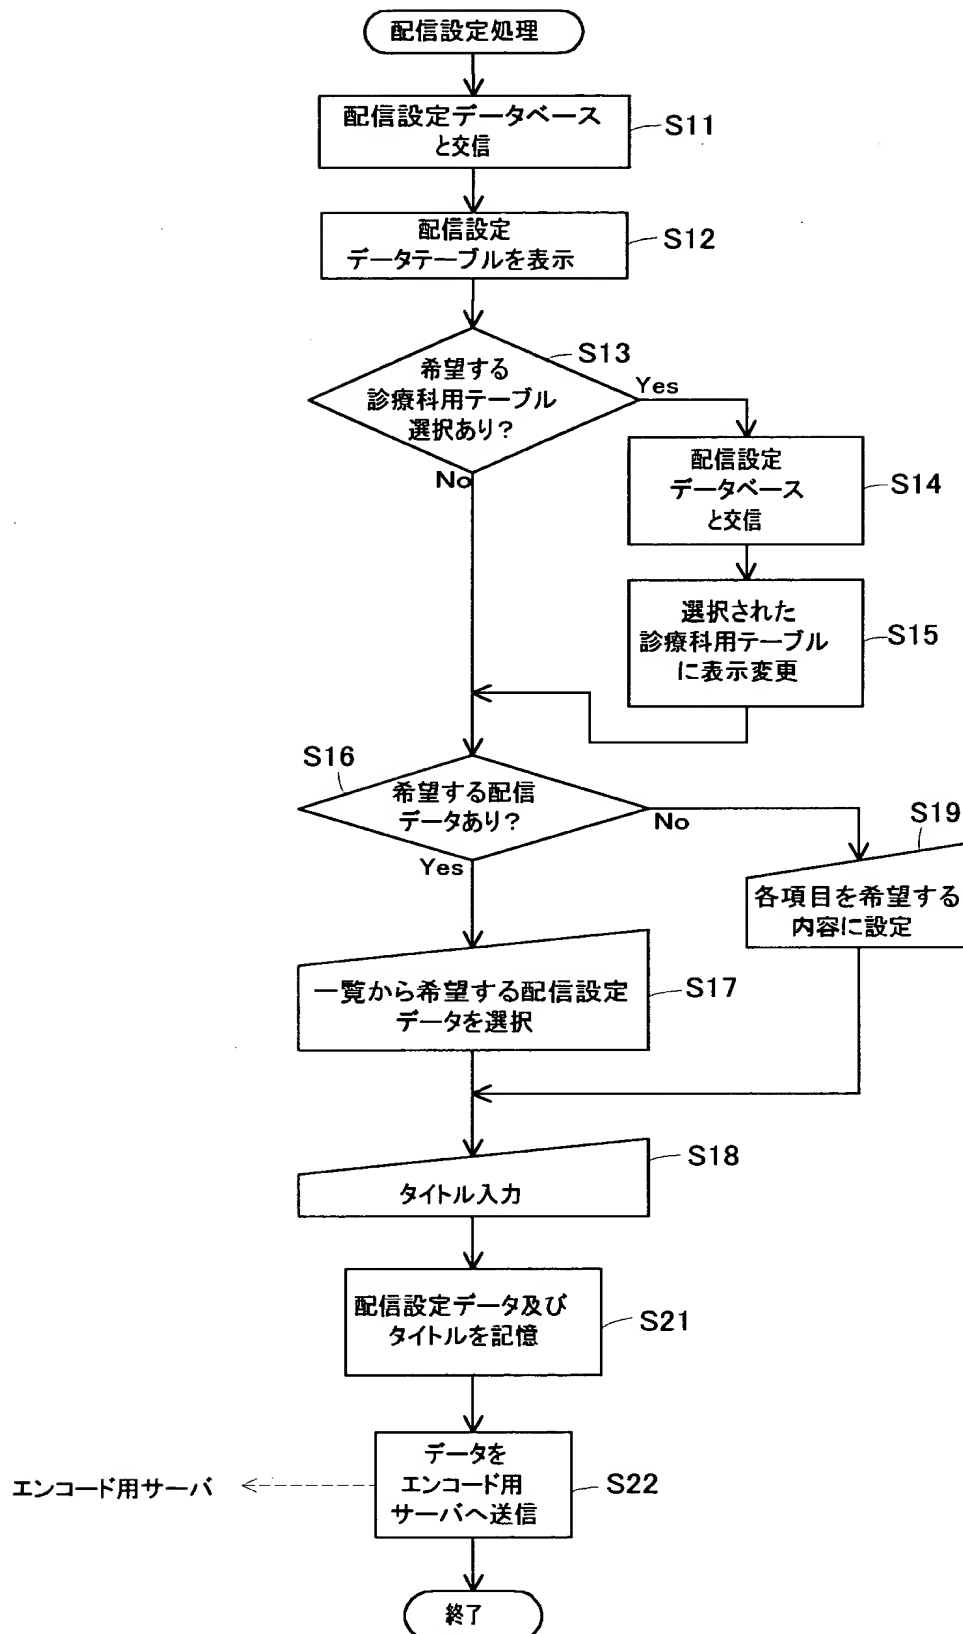 配信設定処理
配信設定データベース
と交信
S11
配信設定
データテーブルを表示
S12
希望する
診療科用テーブル
選択あり?
S13
Yes
No
配信設定
データベース
と交信
S14
選択された
診療科用テーブル
に表示変更
S15
S16
希望する配信
データあり?
No
Yes
S19
各項目を希望する
内容に設定
一覧から希望する配信設定
データを選択
S17
タイトル入力
S18
配信設定データ及び
タイトルを記憶
S21
データを
エンコード用
サーバへ送信
S22
エンコード用サーバ
終了